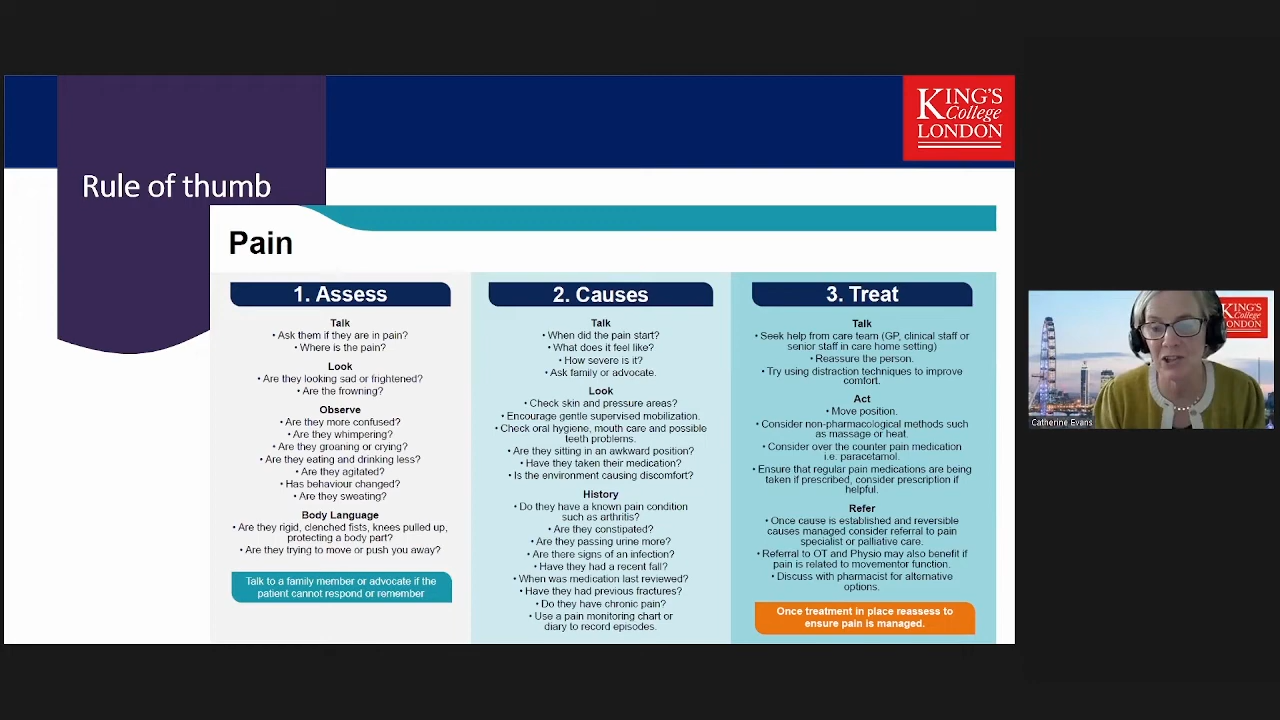 Rule of thumb
KING'S
College
LONDON
Pain
1. Assess
Talk
• Ask them if they are in pain?
• Where is the pain?
Look
• Are they looking sad or frightened?
• Are the frowning?
Observe
• Are they more confused?
• Are they whimpering?
• Are they groaning or crying?
• Are they eating and drinking less?
• Are they agitated?
• Has behaviour changed?
• Are they sweating?
Body Language
• Are they rigid, clenched fists, knees pulled up,
protecting a body part?
• Are they trying to move or push you away?
Talk to a family member or advocate if the
patient cannot respond or remember
2. Causes
Talk
• When did the pain start?
• What does it feel like?
• How severe is it?
• Ask family or advocate.
Look
• Check skin and pressure areas?
• Encourage gentle supervised mobilization.
• Check oral hygiene, mouth care and possible
teeth problems.
• Are they sitting in an awkward position?
• Have they taken their medication?
• Is the environment causing discomfort?
History
• Do they have a known pain condition
such as arthritis?
• Are they constipated?
• Are they passing urine more?
• Are there signs of an infection?
• Have they had a recent fall?
• When was medication last reviewed?
• Have they had previous fractures?
• Do they have chronic pain?
• Use a pain monitoring chart or
diary to record episodes.
3. Treat
Talk
• Seek help from care team (GP, clinical staff or
senior staff in care home setting)
• Reassure the person.
• Try using distraction techniques to improve
comfort.
Act
• Move position.
• Consider non-pharmacological methods such
as massage or heat.
• Consider over the counter pain medication
i.e. paracetamol.
• Ensure that regular pain medications are being
taken if prescribed, consider prescription if
helpful.
Refer
• Once cause is established and reversible
causes managed consider referral to pain
specialist or palliative care.
• Referral to OT and Physio may also benefit if
pain is related to movementor function.
• Discuss with pharmacist for alternative
options.
Once treatment in place reassess to
ensure pain is managed.
KING'S
College
LONDON
Catherine Evans